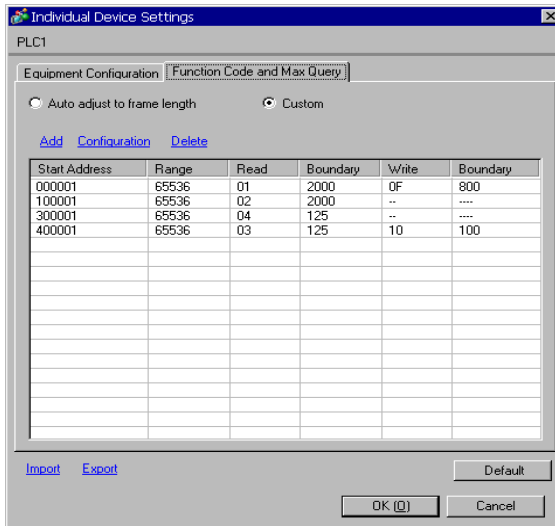 Individual Device Settings
PLC1
Equipment Configuration Function Code and Max Query
Auto adjust to frame length Custom
Add Configuration Delete
Start Address Range Read Boundary Write Boundary
000001 65536 01 2000 0F 800
100001 65536 02 2000 -- ----
300001 65536 04 125 -- ----
400001 65536 03 125 10 100
Import Export Default
OK (O) Cancel